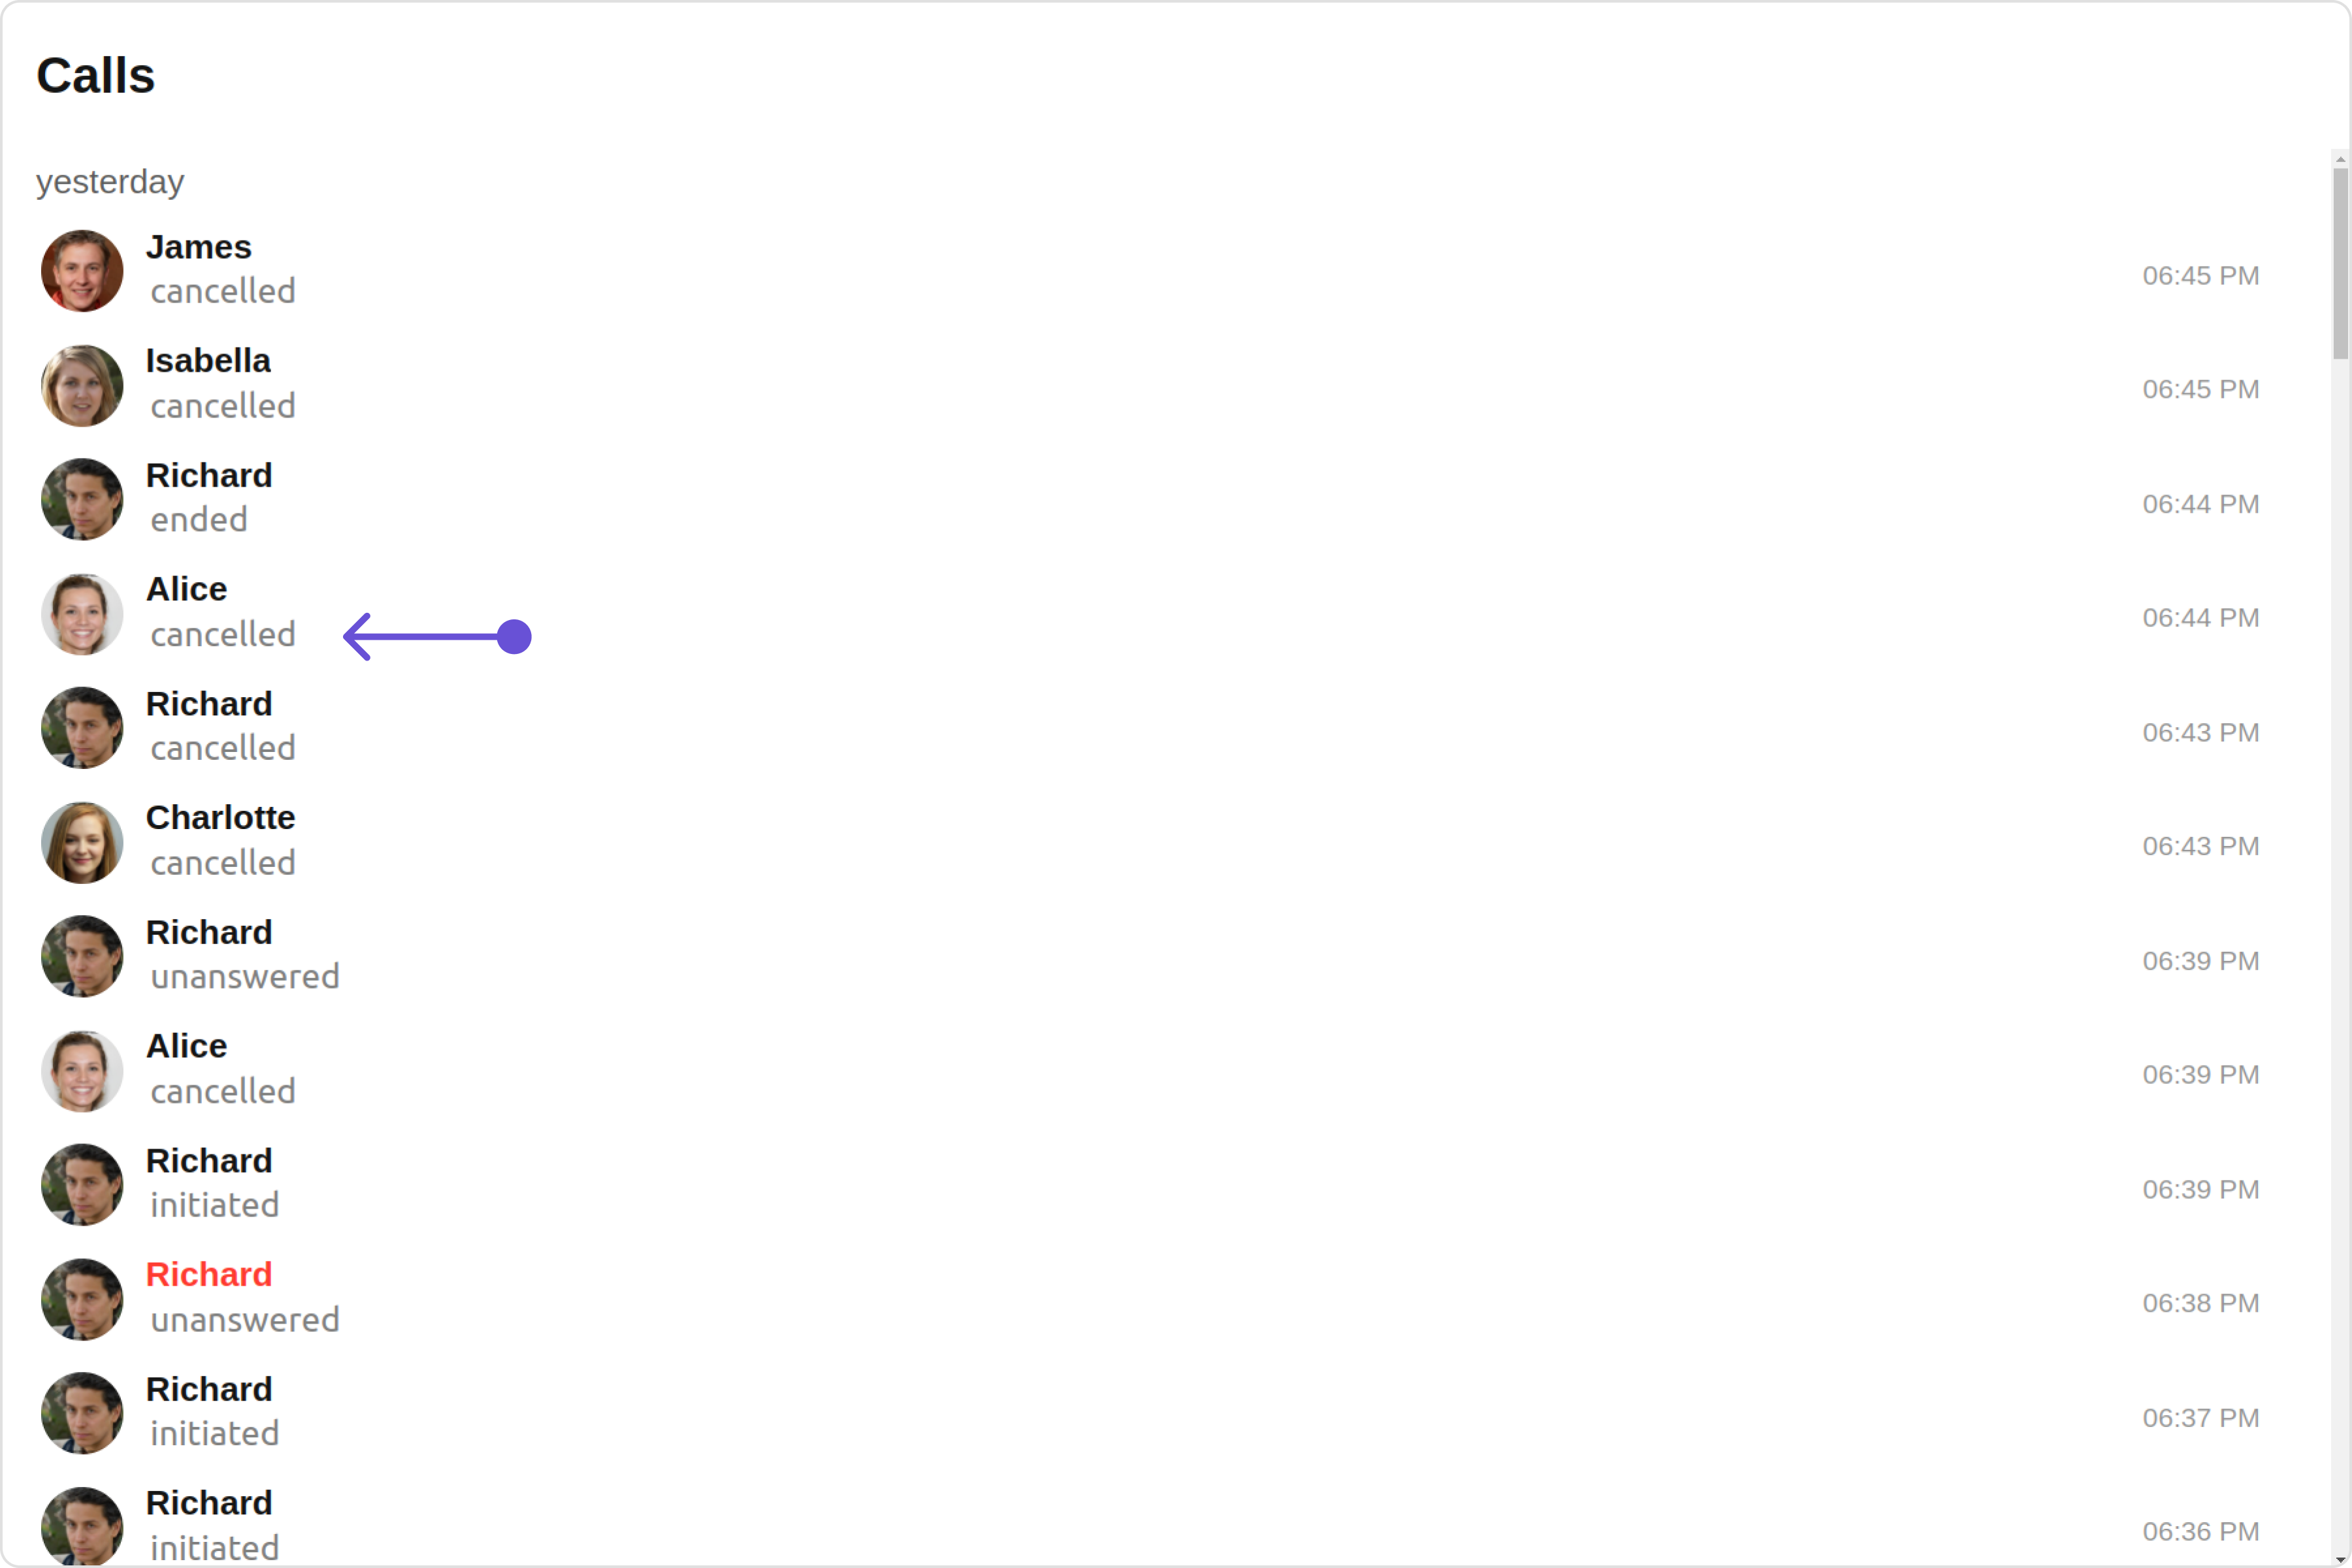 Calls
yesterday
James
cancelled
06:45 PM
Isabella
cancelled
06:45 PM
Richard
ended
06:44 PM
Alice
cancelled
06:44 PM
Richard
cancelled
06:43 PM
Charlotte
cancelled
06:43 PM
Richard
unanswered
06:39 PM
Alice
cancelled
06:39 PM
Richard
initiated
06:39 PM
Richard
unanswered
06:38 PM
Richard
initiated
06:37 PM
Richard
initiated
06:36 PM